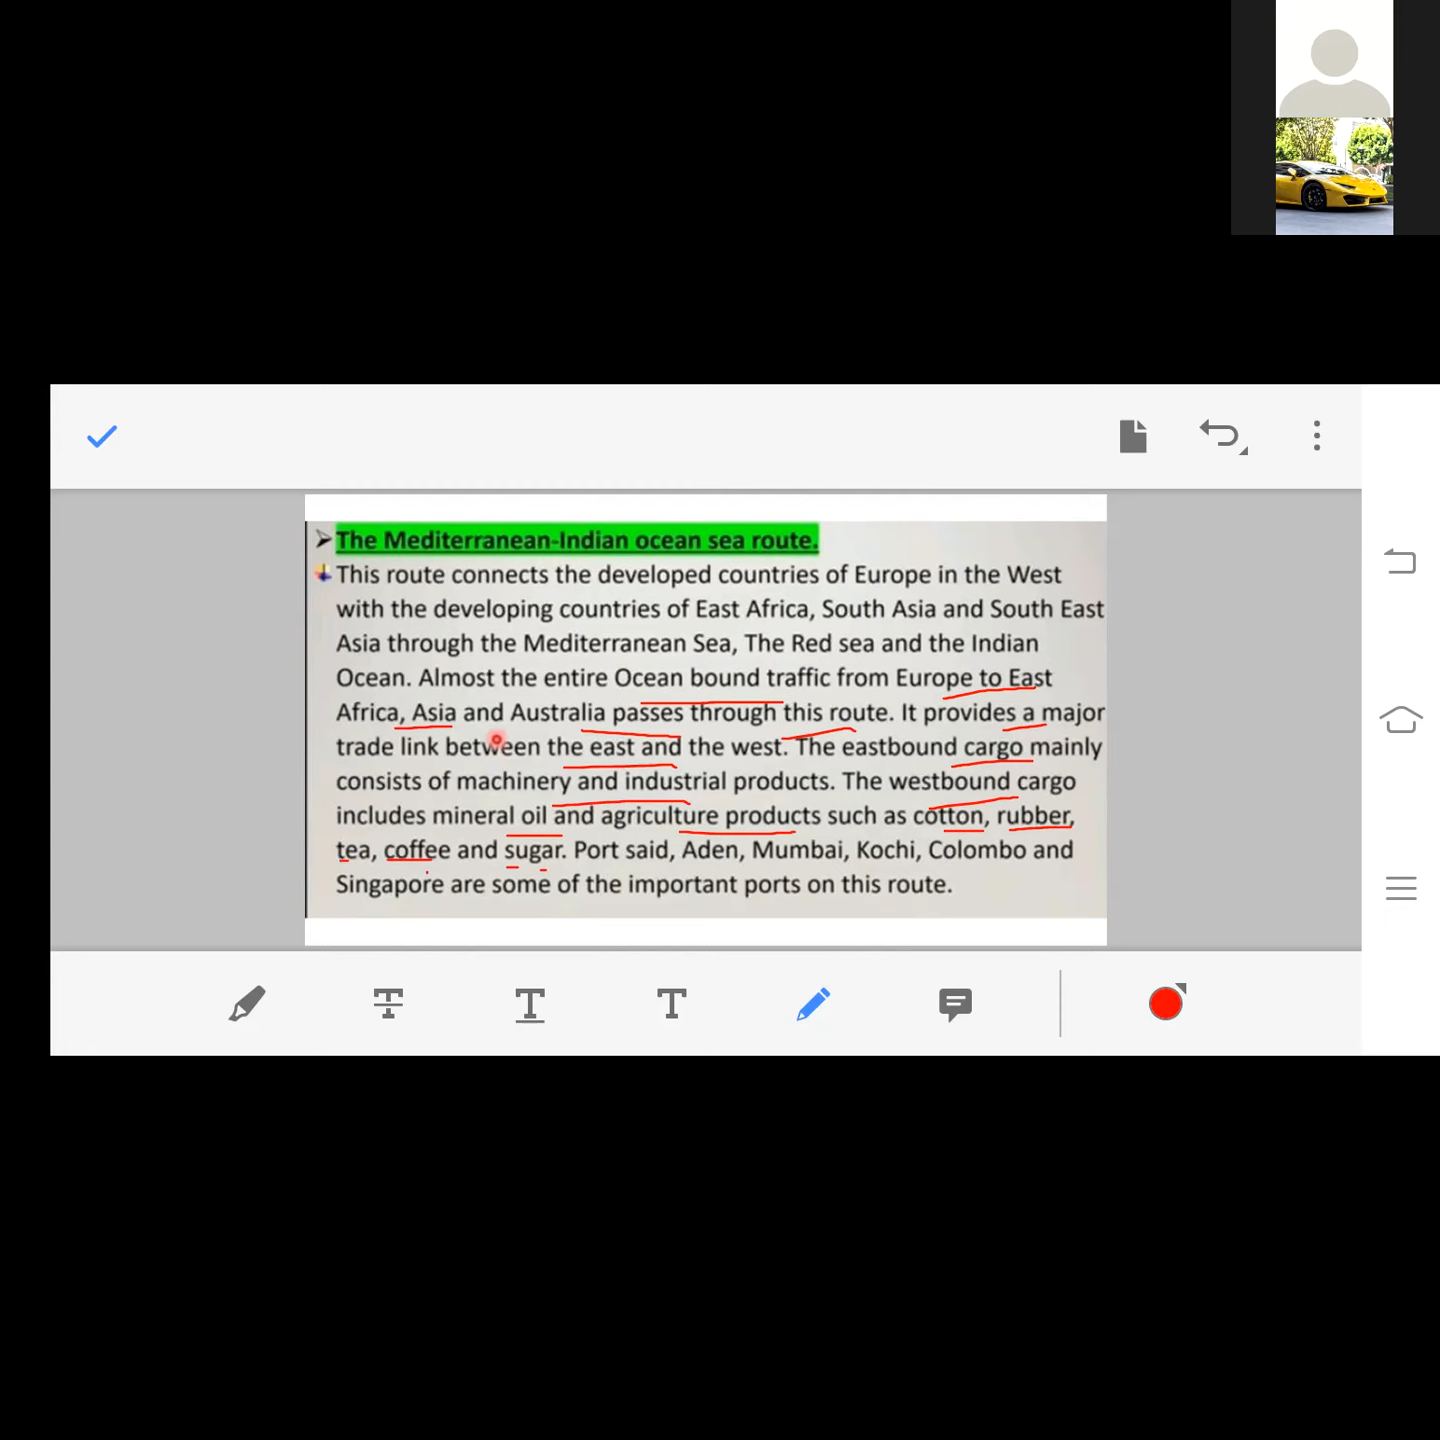 The Mediterranean-Indian ocean sea route.
This route connects the developed countries of Europe in the West
with the developing countries of East Africa, South Asia and South East
Asia through the Mediterranean Sea, The Red sea and the Indian
Ocean. Almost the entire Ocean bound traffic from Europe to East
Africa, Asia and Australia passes through this route. It provides a major
trade link between the east and the west. The eastbound cargo mainly
consists of machinery and industrial products. The westbound cargo
includes mineral oil and agriculture products such as cotton, rubber,
tea, coffee and sugar. Port said, Aden, Mumbai, Kochi, Colombo and
Singapore are some of the important ports on this route.